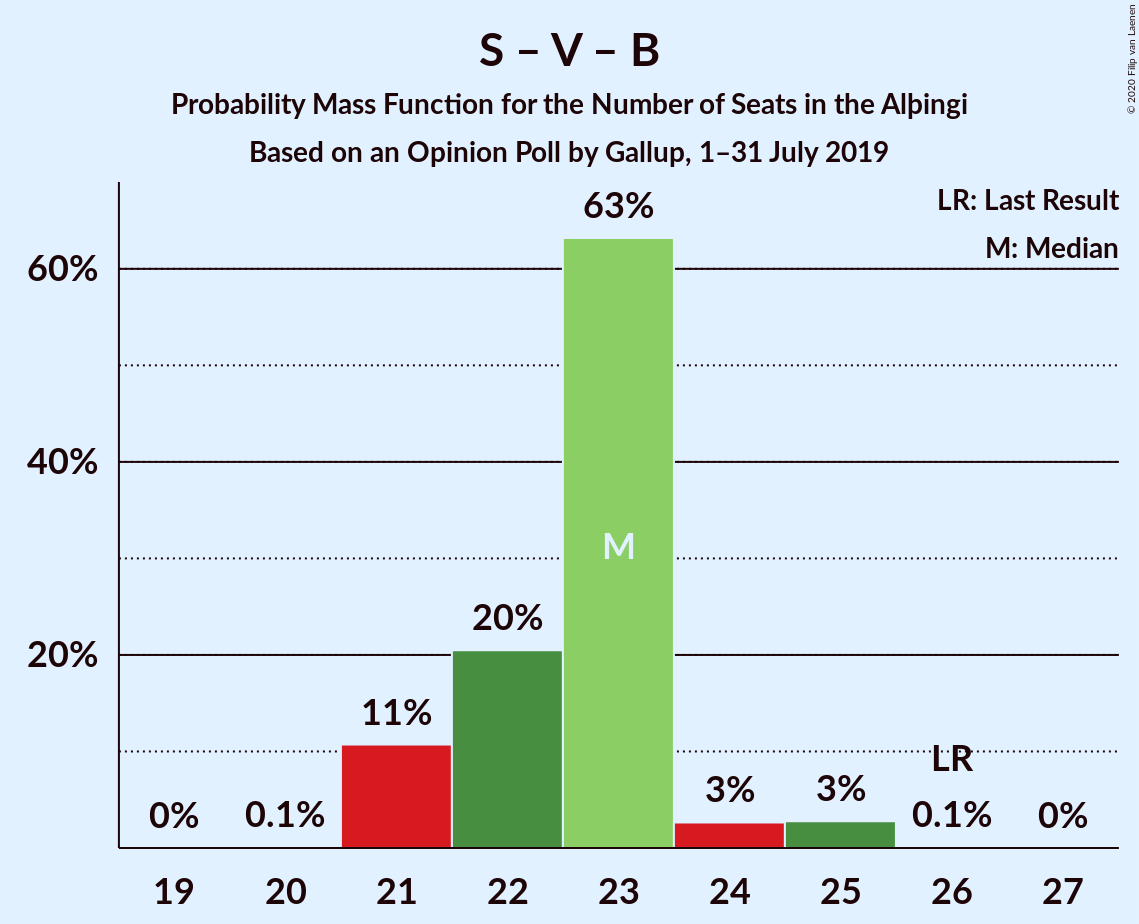 S – V – B
Probability Mass Function for the Number of Seats in the Alþingi
Based on an Opinion Poll by Gallup, 1–31 July 2019
© 2020 Filip van Laenen
LR: Last Result
M: Median
63%
60%
40%
M
20%
20%
11%
LR
3%
3%
0%
0.1%
0.1%
0%
19 20 21 22 23 24 25 26 27